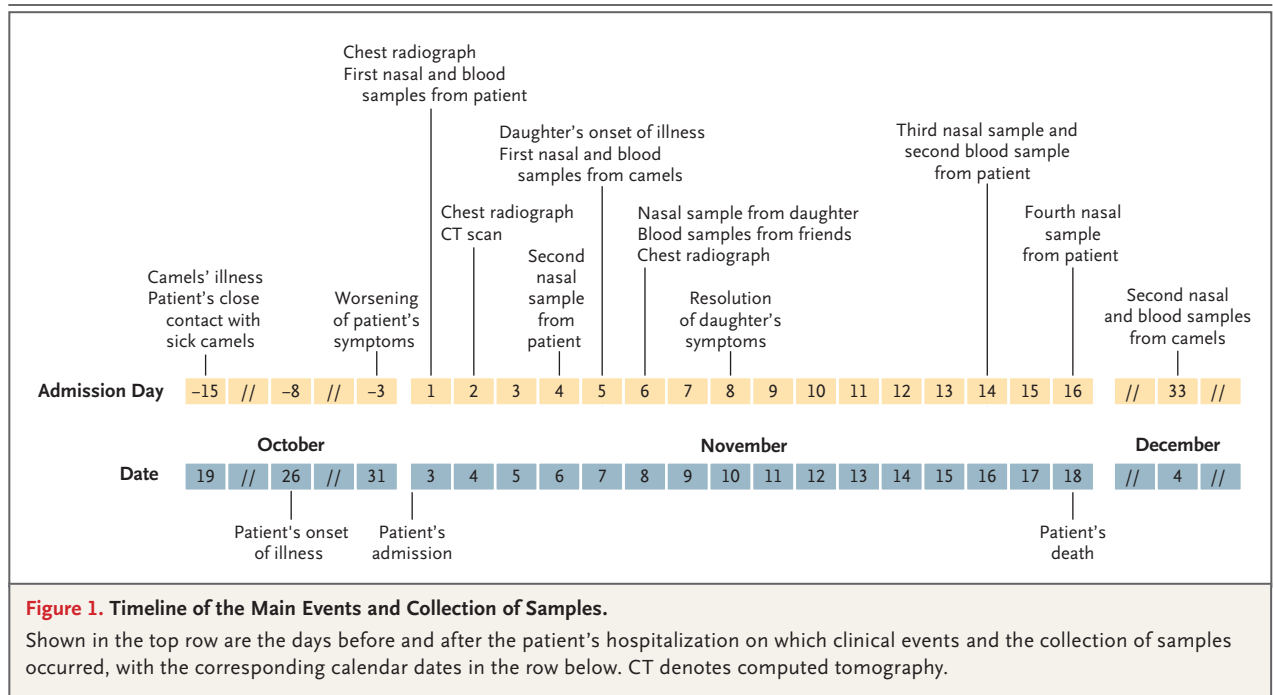 Chest radiograph
First nasal and blood
samples from patient
Daughter's onset of illness
First nasal and blood
samples from camels
Third nasal sample and
second blood sample
from patient
Chest radiograph
CT scan
Nasal sample from daughter
Blood samples from friends
Chest radiograph
Fourth nasal
sample
from patient
Second
nasal
sample
from
patient
Camels' illness
Patient's close
contact with
sick camels
Worsening
of patient's
symptoms
Resolution
of daughter's
symptoms
Second nasal
and blood samples
from camels
Admission Day –15 // –8 // –3 1 2 3 4 5 6 7 8 9 10 11 12 13 14 15 16 // 33 //
October November December
Date 19 // 26 // 31 3 4 5 6 7 8 9 10 11 12 13 14 15 16 17 18 // 4 //
Patient's onset
of illness
Patient's
admission
Patient's
death
Figure 1. Timeline of the Main Events and Collection of Samples.
Shown in the top row are the days before and after the patient's hospitalization on which clinical events and the collection of samples
occurred, with the corresponding calendar dates in the row below. CT denotes computed tomography.